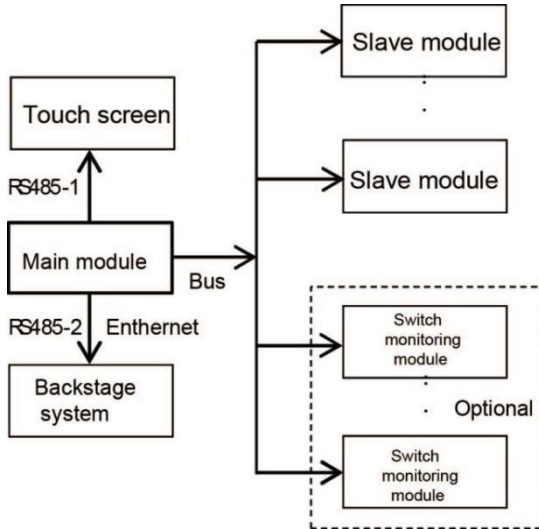 Slave module
Touch screen
RS485-1
Slave module
Main module
Bus
RS485-2 Enthernet
Switch
monitoring
module
Backstage
system
Optional
Switch
monitoring
module